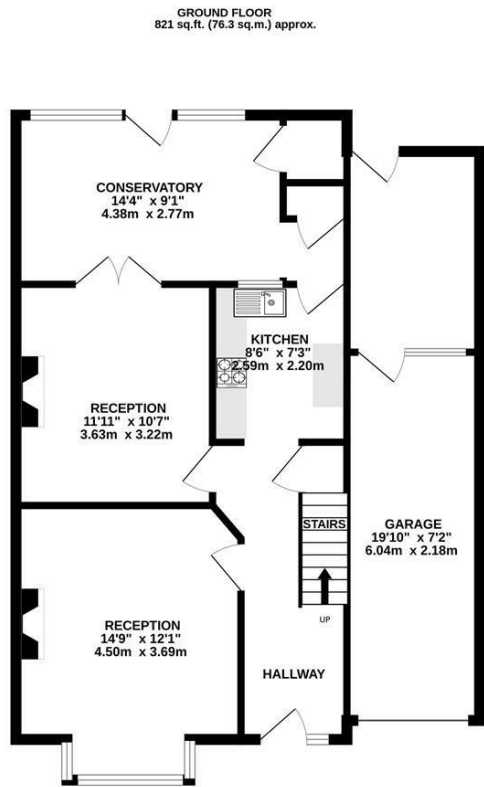 GROUND FLOOR
821 sq.ft. (76.3 sq.m.) approx.
CONSERVATORY
14'4" x 9'1"
4.38m x 2.77m
KITCHEN
8'6" x 7'3"
2.59m x 2.20m
RECEPTION
11'11" x 10'7"
3.63m x 3.22m
STAIRS
GARAGE
19'10" x 7'2"
6.04m x 2.18m
UP
RECEPTION
14'9" x 12'1"
4.50m x 3.69m
HALLWAY